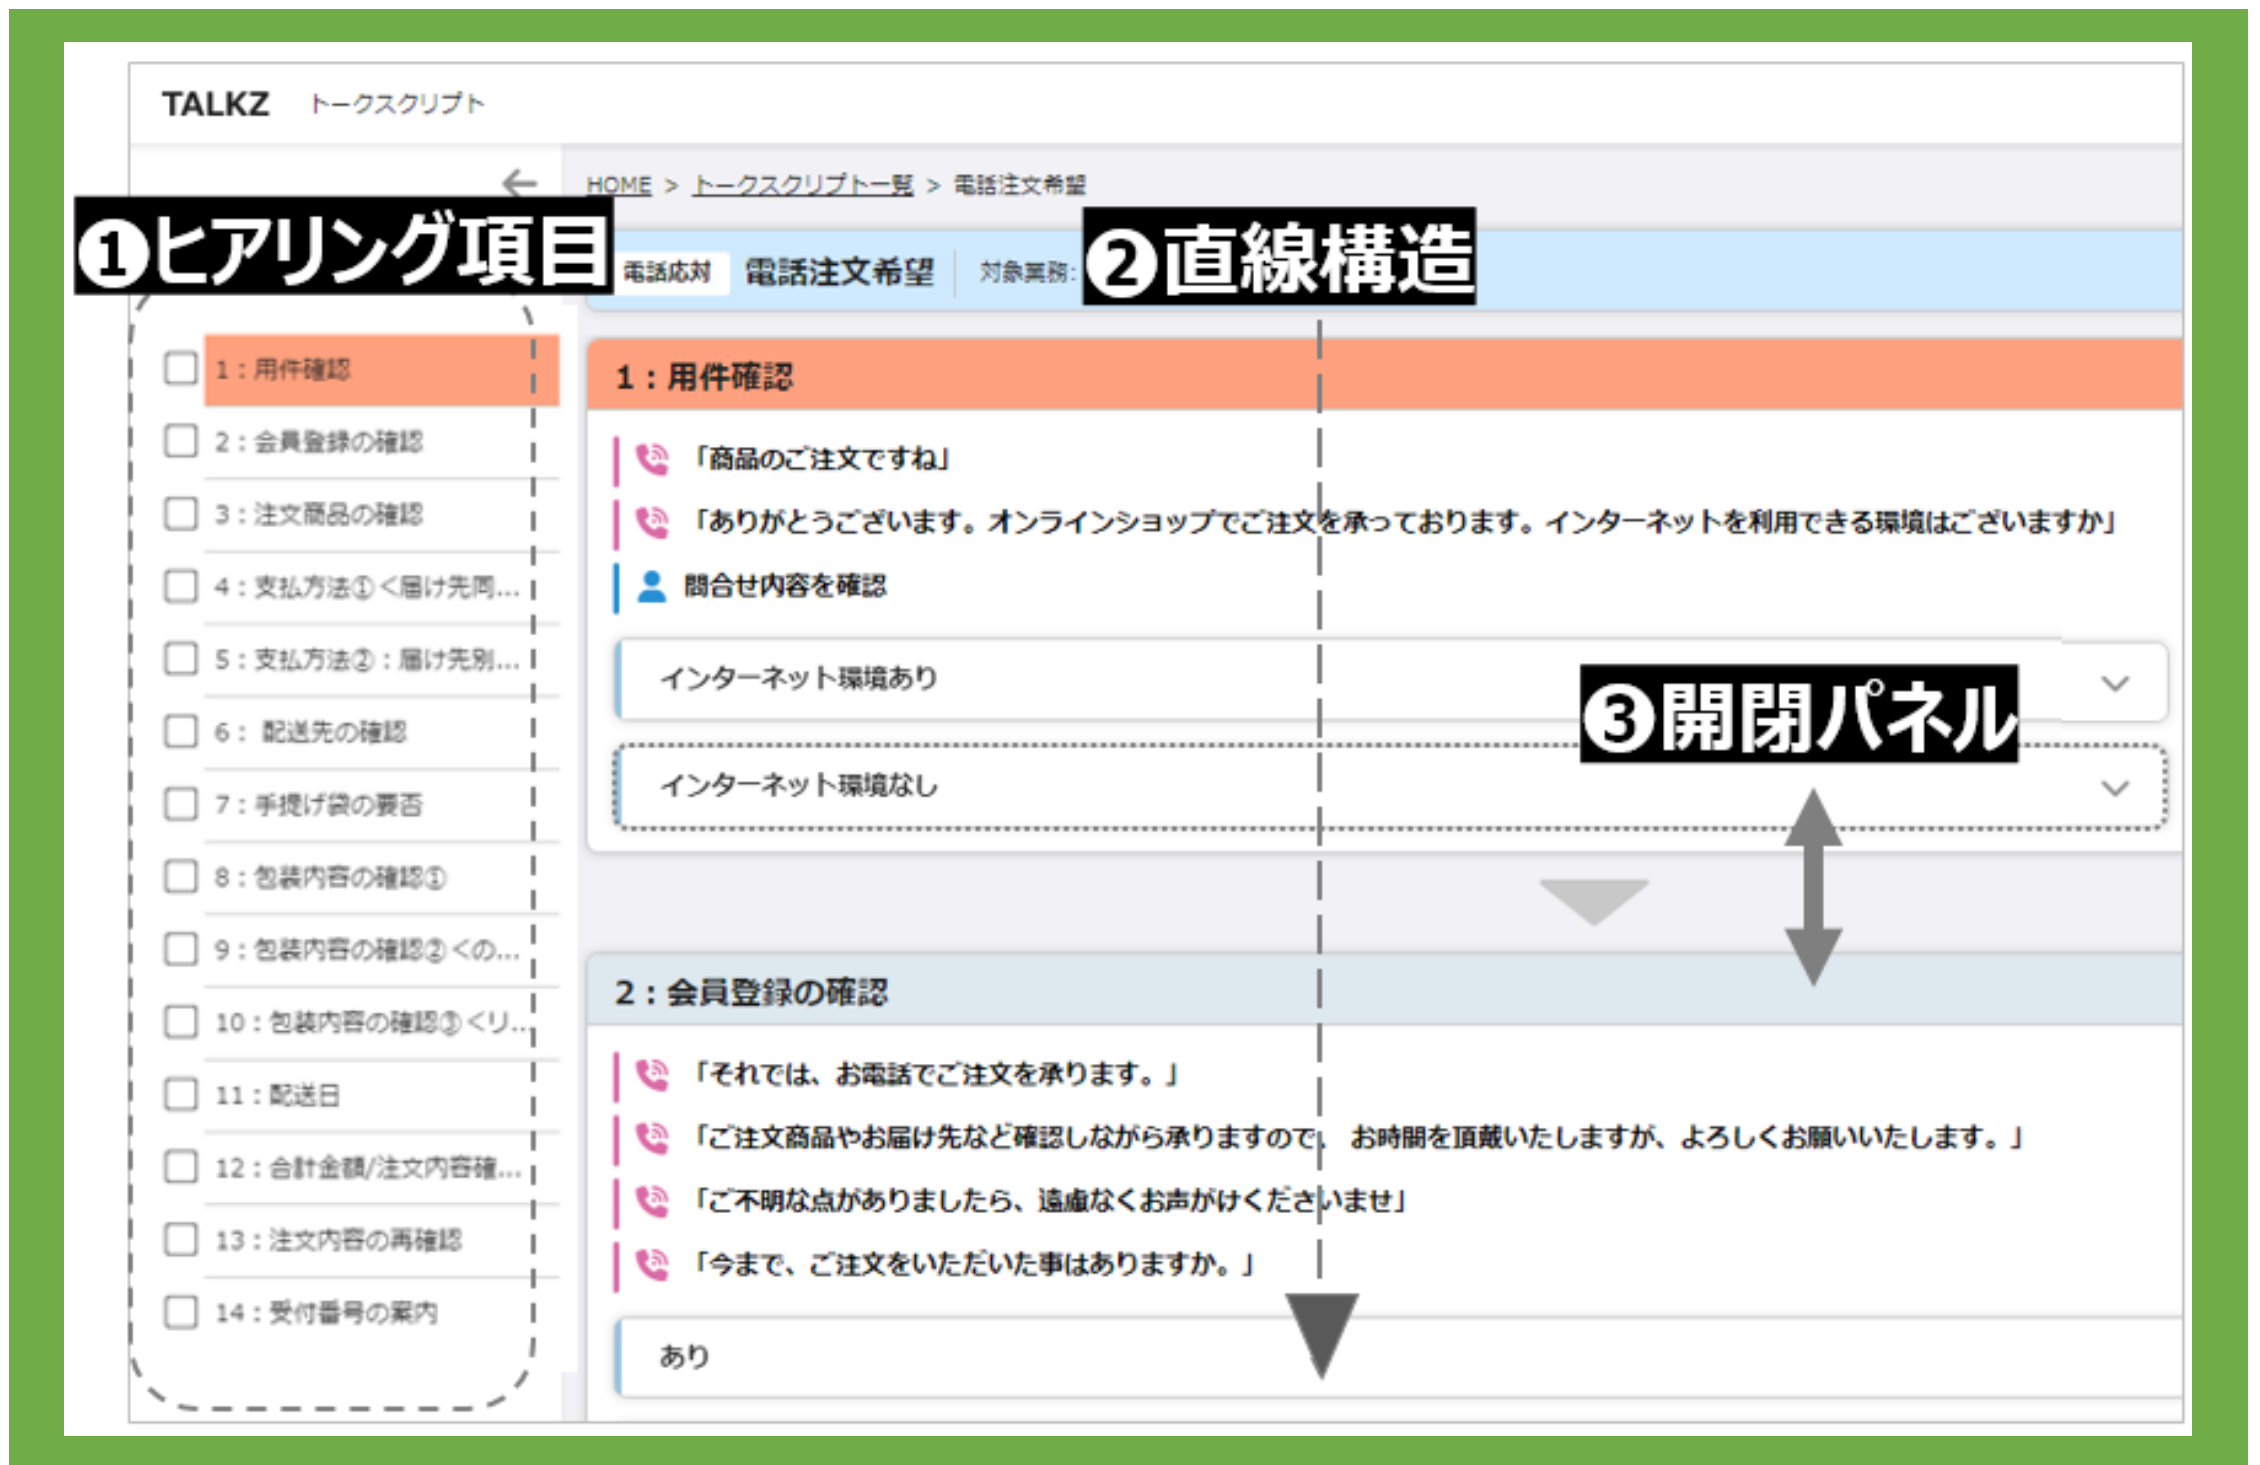 TALKZ トークスクリプト
HOME > トークスクリプト一覧 > 電話注文希望
❶ヒアリング項目
電話応対 電話注文希望 対象業務:
❷直線構造
1：用件確認
2：会員登録の確認
3：注文商品の確認
4：支払方法①＜届け先同...
5：支払方法②：届け先別...
6： 配送先の確認
7：手提げ袋の要否
8：包装内容の確認①
9：包装内容の確認②＜の...
10：包装内容の確認③＜リ...
11：配送日
12：合計金額/注文内容確...
13：注文内容の再確認
14：受付番号の案内
1：用件確認
「商品のご注文ですね」
「ありがとうございます。オンラインショップでご注文を承っております。インターネットを利用できる環境はございますか」
問合せ内容を確認
インターネット環境あり
❸開閉パネル
インターネット環境なし
2：会員登録の確認
「それでは、お電話でご注文を承ります。」
「ご注文商品やお届け先など確認しながら承りますので、 お時間を頂戴いたしますが、よろしくお願いいたします。」
「ご不明な点がありましたら、遠慮なくお声がけくださいませ」
「今まで、ご注文をいただいた事はありますか。」
あり